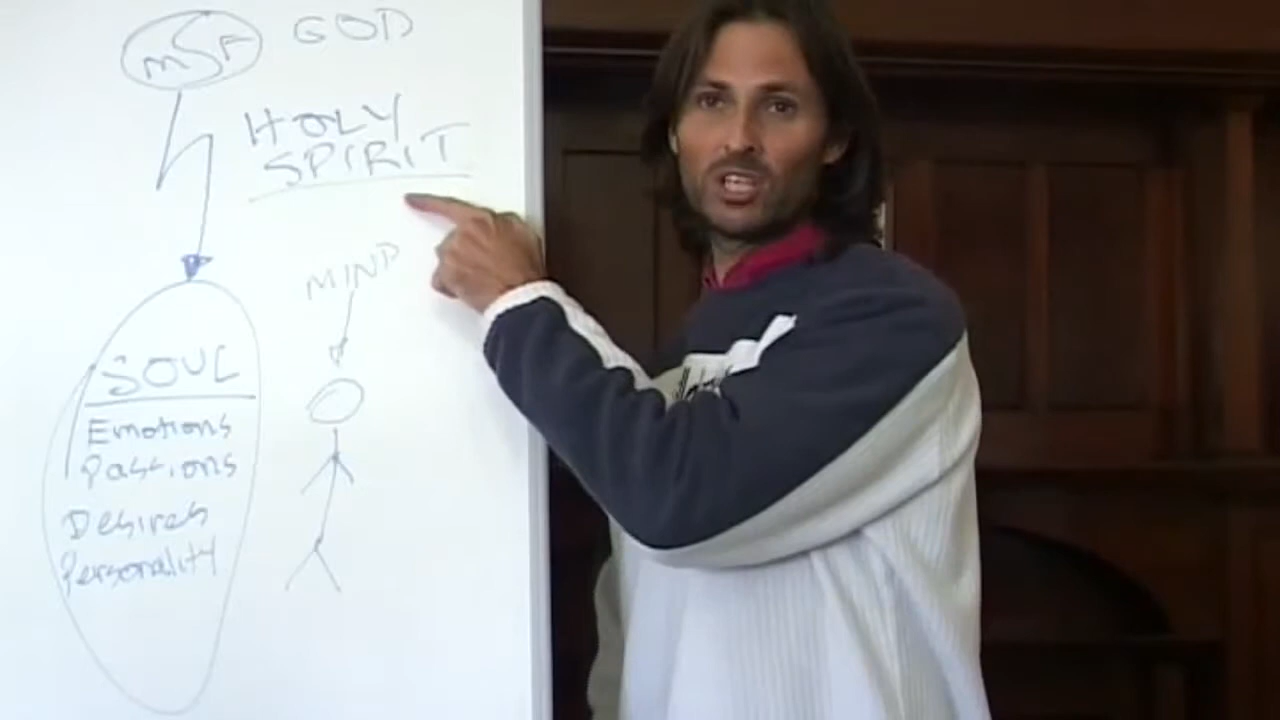 MSF GOD
HOLY
SPIRIT
MIND
SOUL
Emotions
Passions
Desires
Personality